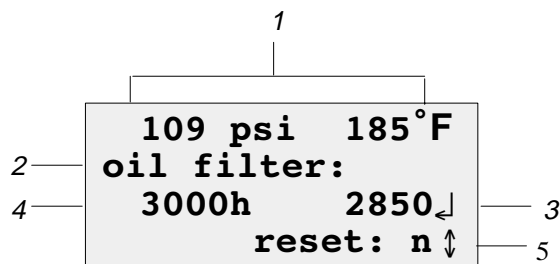 1
109 psi 185°F
2 oil filter:
4 3000h 2850↵ 3
reset: n↕ 5